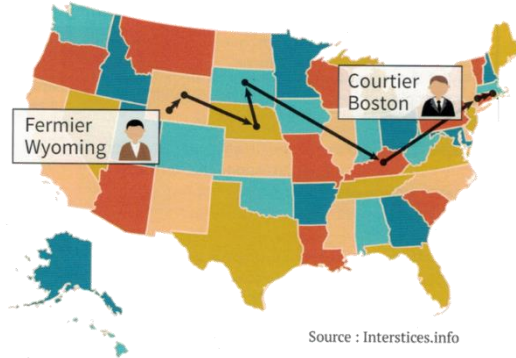 Courtier
Boston
Fermier
Wyoming
Source : Interstices.info